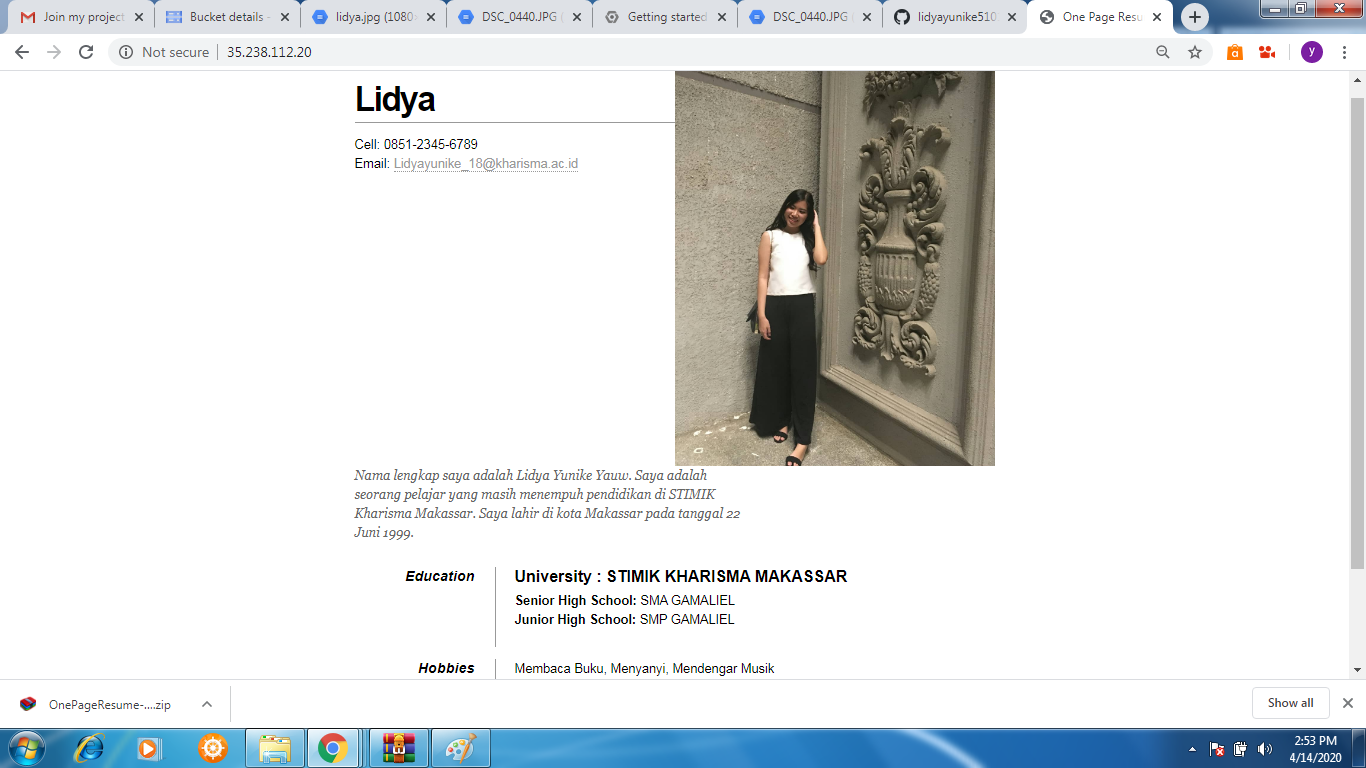 Join my project
Bucket details -
lidya.jpg (1080×
DSC_0440.JPG (
Getting started
DSC_0440.JPG (
lidyayunike510
One Page Resu
Not secure
35.238.112.20
y
Lidya
Cell: 0851-2345-6789
Email: Lidyayunike_18@kharisma.ac.id
Nama lengkap saya adalah Lidya Yunike Yauw. Saya adalah
seorang pelajar yang masih menempuh pendidikan di STIMIK
Kharisma Makassar. Saya lahir di kota Makassar pada tanggal 22
Juni 1999.
Education
University : STIMIK KHARISMA MAKASSAR
Senior High School: SMA GAMALIEL
Junior High School: SMP GAMALIEL
Hobbies
Membaca Buku, Menyanyi, Mendengar Musik
OnePageResume-....zip
Show all
2:53 PM
4/14/2020